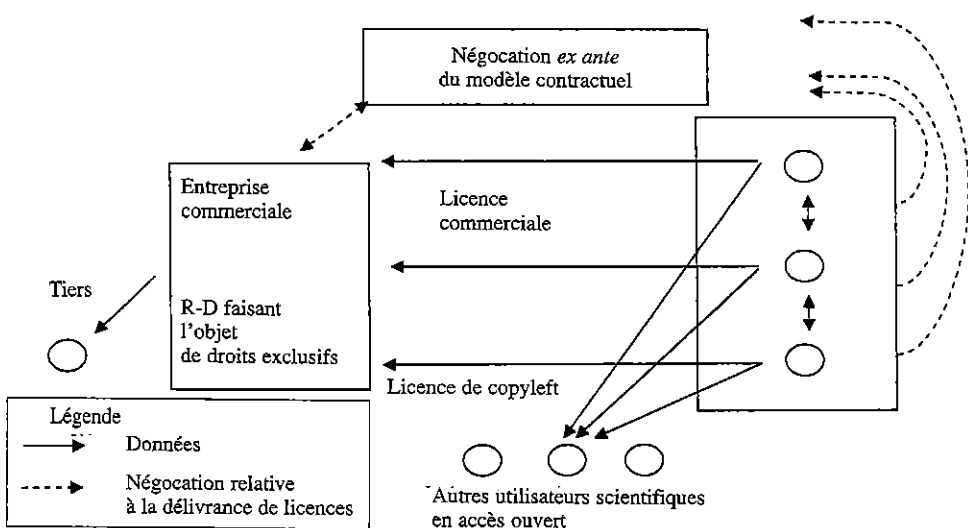 Négocation ex ante
du modèle contractuel
Entreprise
commerciale
Licence
commerciale
Tiers
R-D faisant
l'objet
de droits exclusifs
Licence de copyleft
Légende
Données
Négocation relative
à la délivrance de licences
Autres utilisateurs scientifiques
en accès ouvert